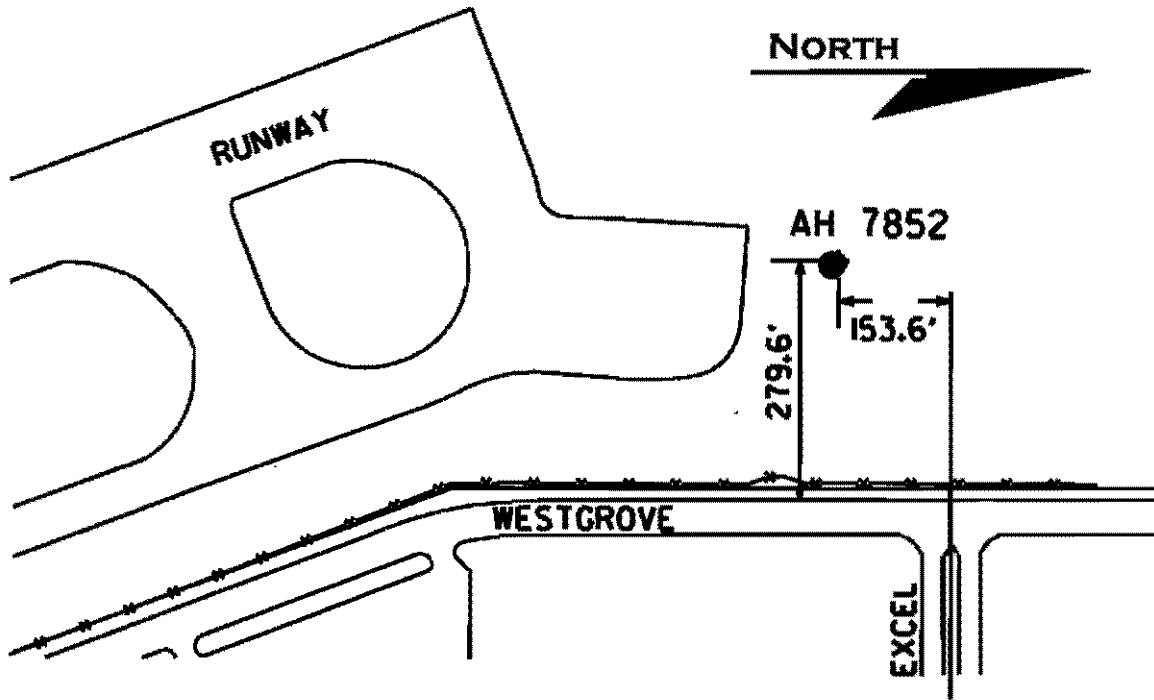 NORTH
RUNWAY
AH 7852
153.6'
279.6'
WESTGROVE
EXCEL